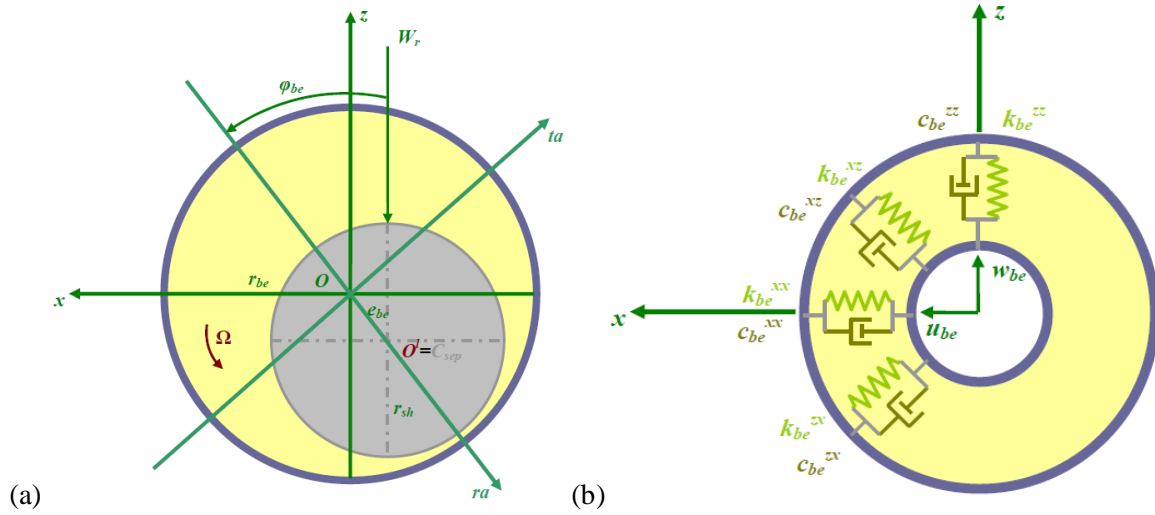 z
W_r
φ_be
ta
r_be
O
x
e_be
Ω
O^l=C_sep
r_sh
ra
(a)
z
c_be^zz k_be^zz
k_be^xz
c_be^xz
w_be
k_be^xx
x
c_be^xx
u_be
k_be^zx
c_be^zx
(b)